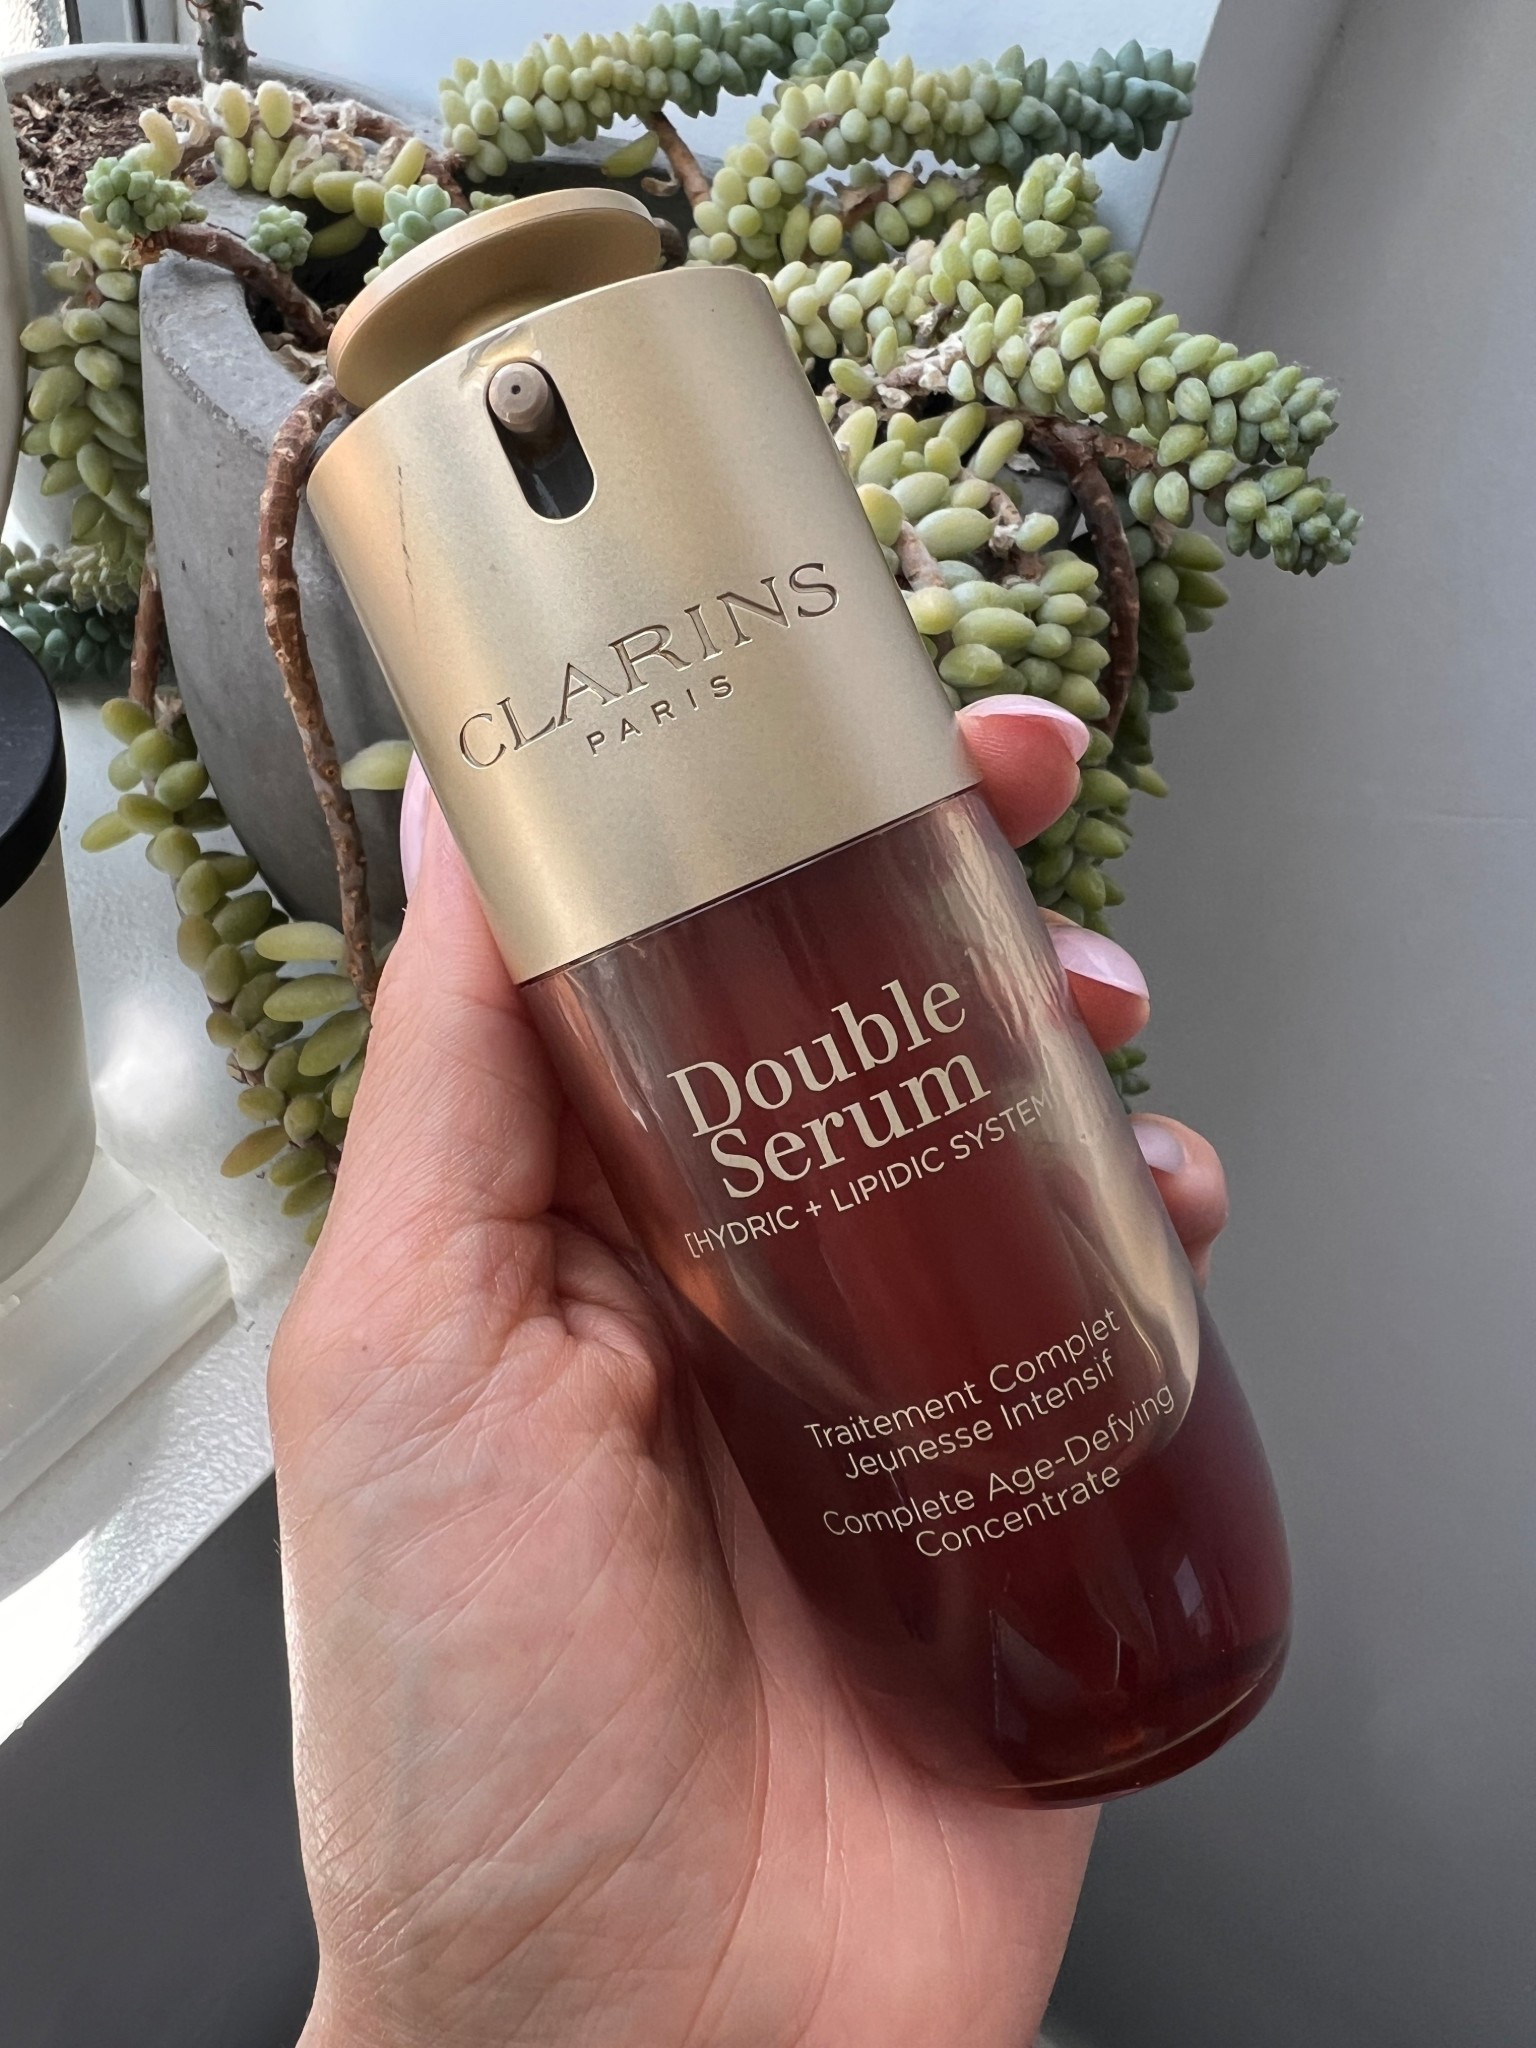 CLARINS
PARIS
Double
Serum
[HYDRIC + LIPIDIC SYSTEM]
Traitement Complet
Jeunesse Intensif
Complete Age-Defying
Concentrate